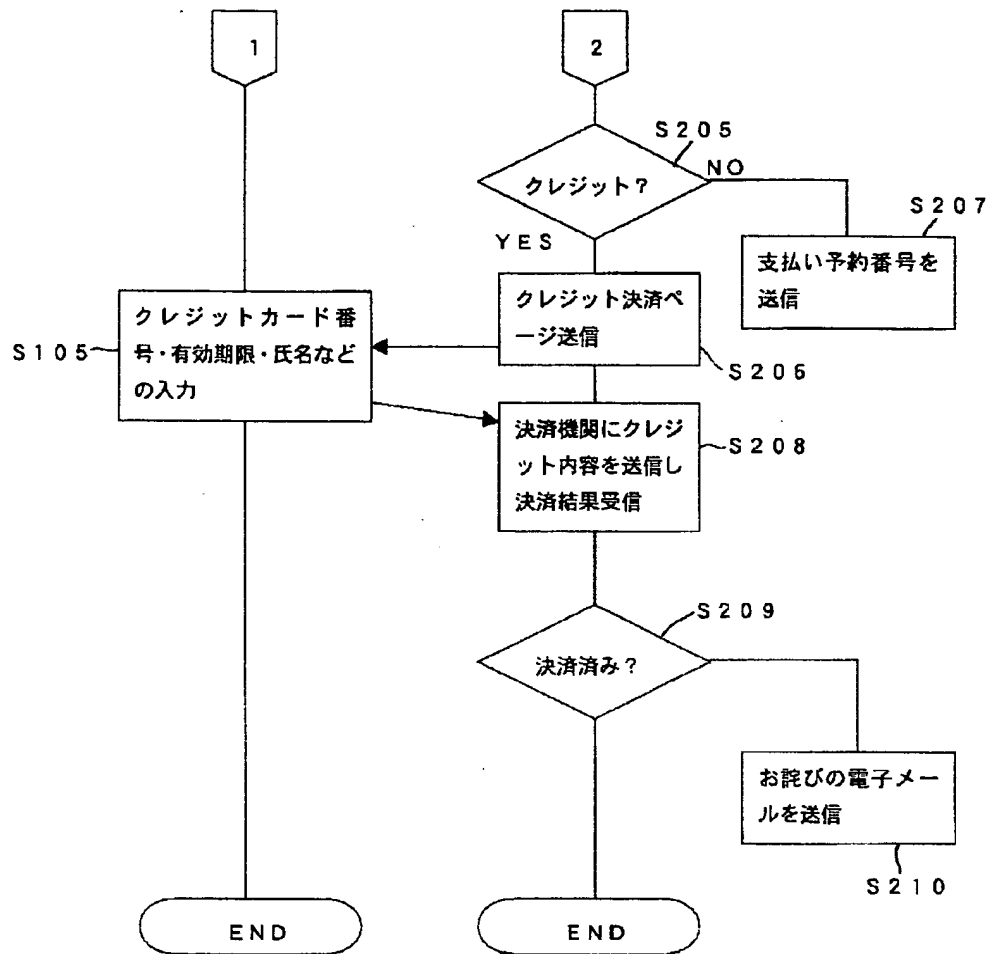 1
2
S205
クレジット?
NO
YES
S207
支払い予約番号を
送信
クレジット決済ペ
ージ送信
S206
クレジットカード番
号・有効期限・氏名など
の入力
S105
決済機関にクレジ
ット内容を送信し
決済結果受信
S208
S209
決済済み?
お詫びの電子メー
ルを送信
S210
END
END